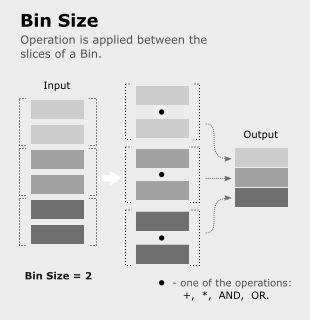 Bin Size
Operation is applied between the
slices of a Bin.
Input
Output
Bin Size = 2
● - one of the operations:
+, *, AND, OR.